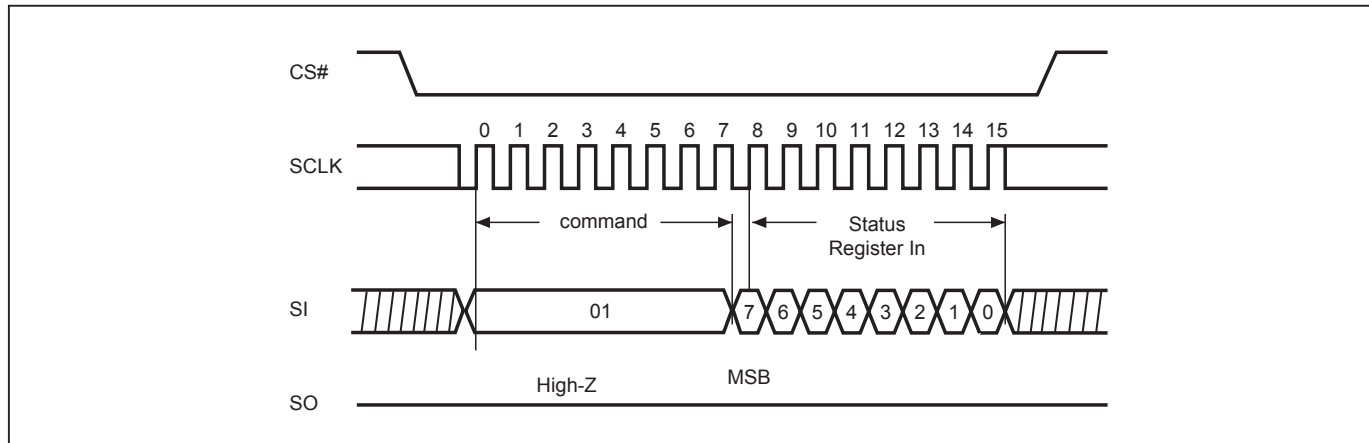 CS#
0 1 2 3 4 5 6 7 8 9 10 11 12 13 14 15
SCLK
command
Status
Register In
SI
01
7 6 5 4 3 2 1 0
High-Z
MSB
SO